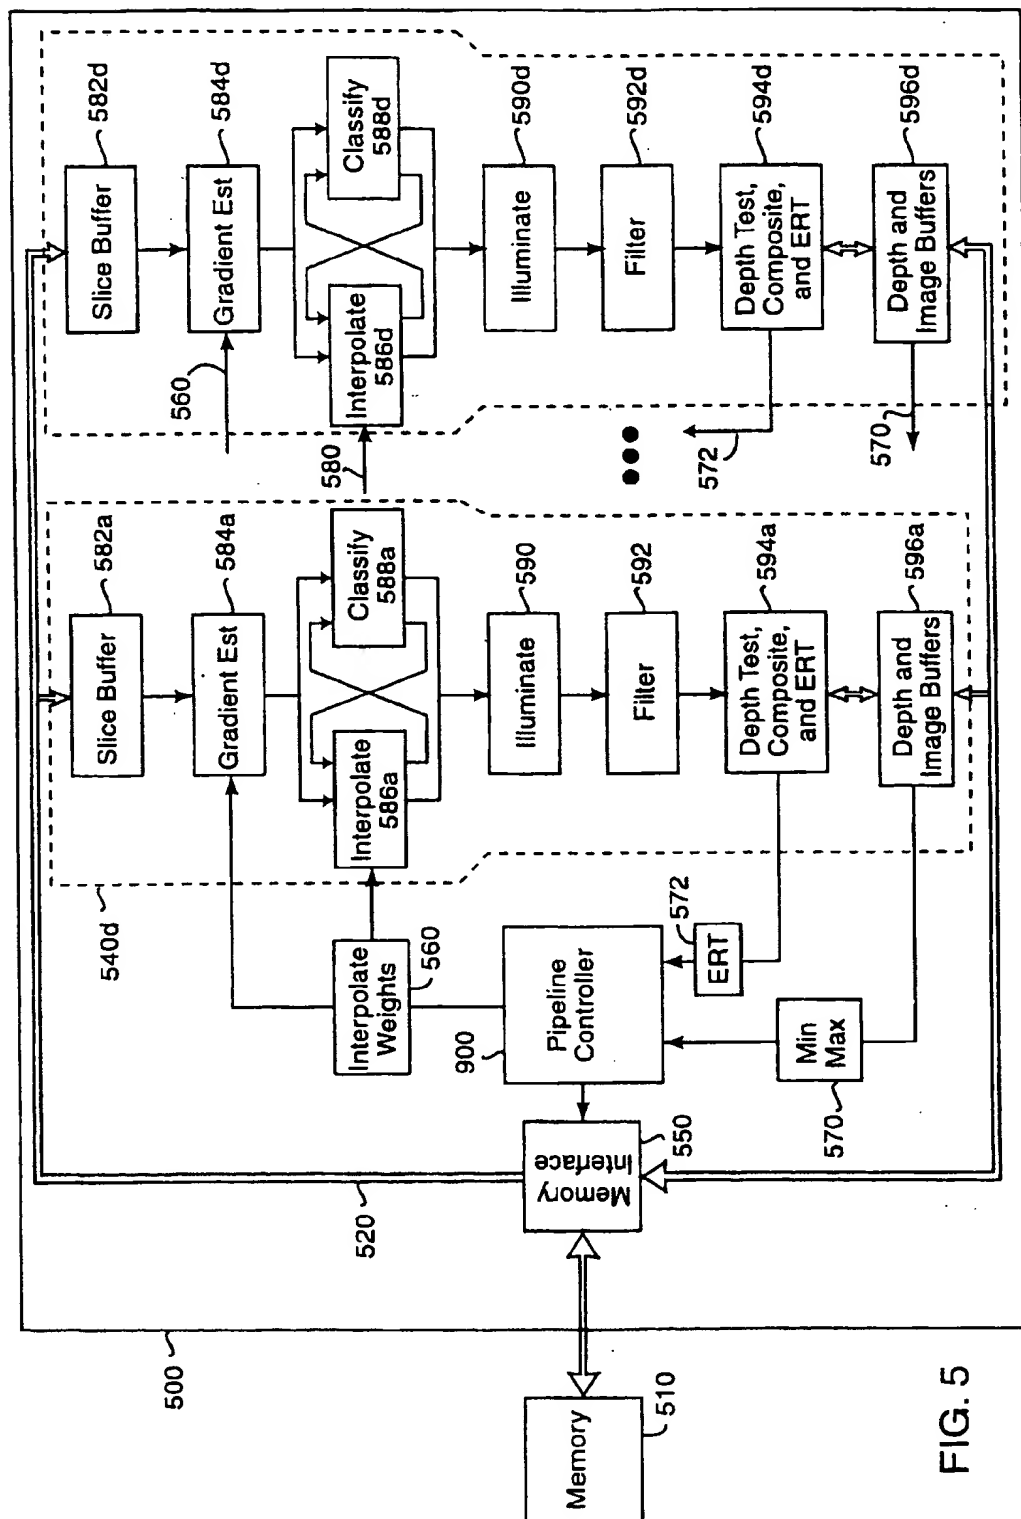 582d
584d
Slice Buffer
Gradient Est
Classify
588d
Interpolate
586d
590d
592d
594d
596d
Illuminate
Filter
Depth Test,
Composite,
and ERT
Depth and
Image Buffers
560
580
572
570
582a
584a
Slice Buffer
Gradient Est
Classify
588a
Interpolate
586a
590
592
594a
596a
Illuminate
Filter
Depth Test,
Composite,
and ERT
Depth and
Image Buffers
540d
Interpolate
Weights
560
Pipeline
Controller
900
572
ERT
Min
Max
570
Memory
Interface
550
520
500
Memory
510
FIG. 5